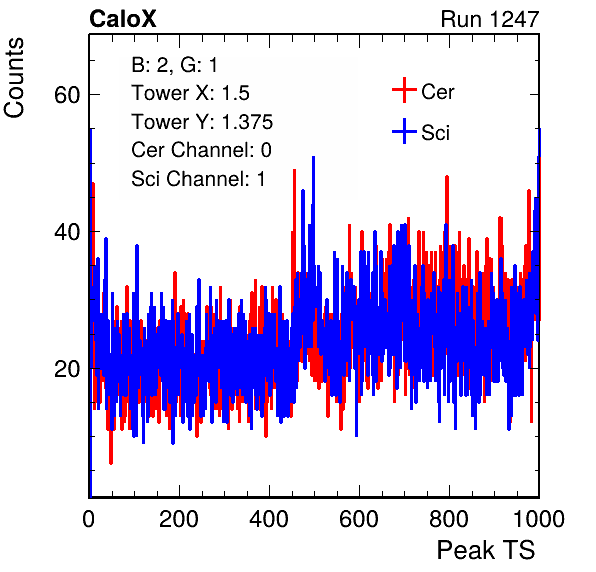 CaloX Run 1247
Counts
B: 2, G: 1
Tower X: 1.5
Tower Y: 1.375
Cer Channel: 0
Sci Channel: 1
Cer
Sci
60
40
20
0 200 400 600 800 1000
Peak TS